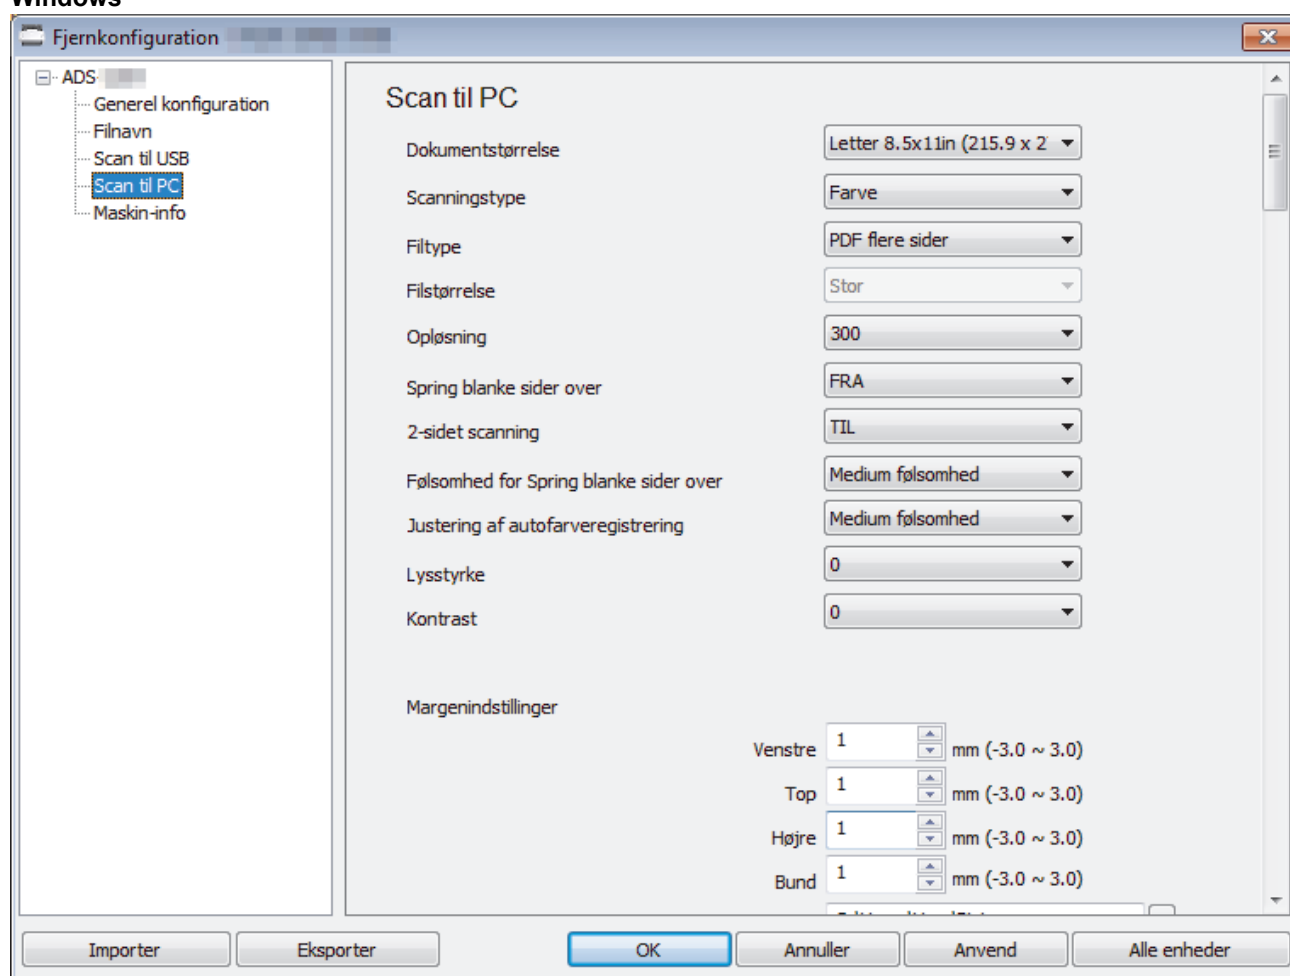 Windows
Fjernkonfiguration
ADS-
Generel konfiguration
Filnavn
Scan til USB
Scan til PC
Maskin-info
Scan til PC
Dokumentstørrelse Letter 8.5x11in (215.9 x 2
Scanningstype Farve
Filtype PDF flere sider
Filstørrelse Stor
Opløsning 300
Spring blanke sider over FRA
2-sidet scanning TIL
Følsomhed for Spring blanke sider over Medium følsomhed
Justering af autofarveregistrering Medium følsomhed
Lysstyrke 0
Kontrast 0
Margenindstillinger
Venstre 1 mm (-3.0 ~ 3.0)
Top 1 mm (-3.0 ~ 3.0)
Højre 1 mm (-3.0 ~ 3.0)
Bund 1 mm (-3.0 ~ 3.0)
Importer Eksporter OK Annuller Anvend Alle enheder